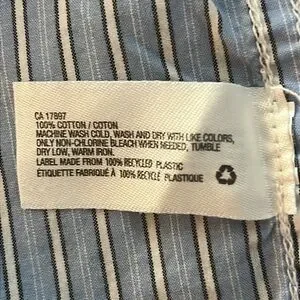 CA 17897
100% COTTON / COTON
MACHINE WASH COLD, WASH AND DRY WITH LIKE COLORS,
ONLY NON-CHLORINE BLEACH WHEN NEEDED, TUMBLE
DRY LOW, WARM IRON.
LABEL MADE FROM 100% RECYCLED PLASTIC
ÉTIQUETTE FABRIQUÉ À 100% RECYCLÉ PLASTIQUE